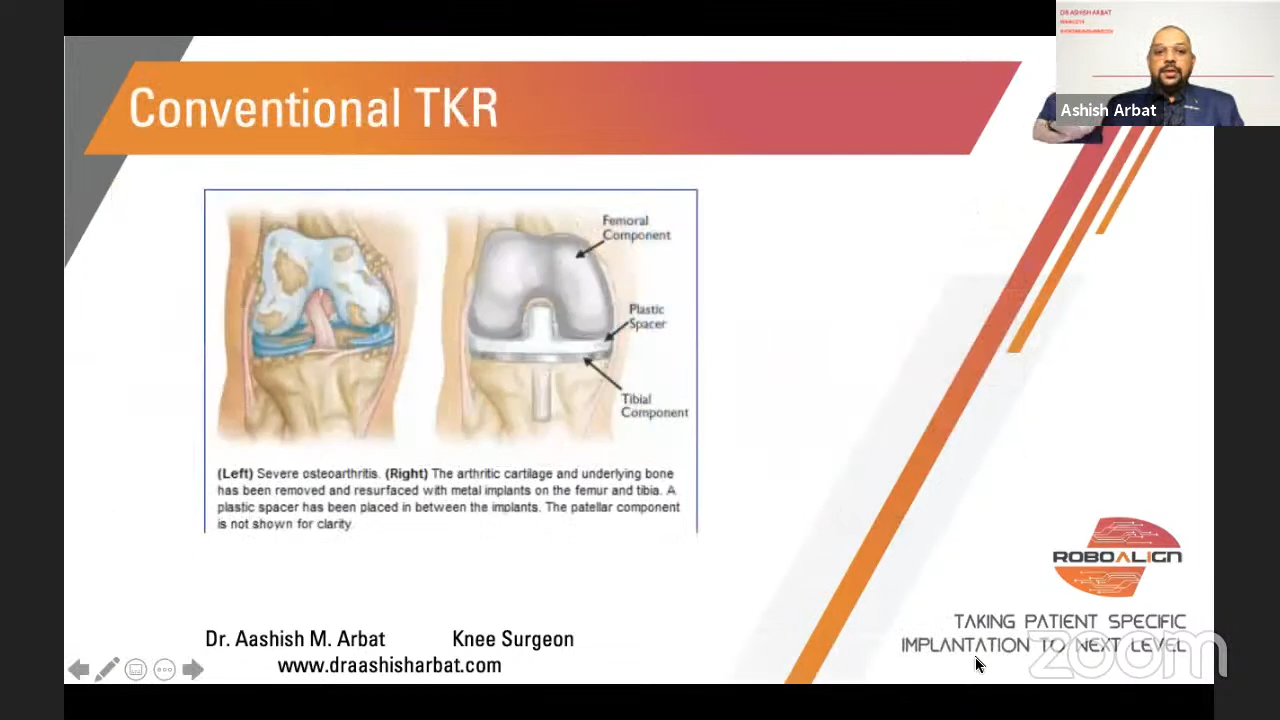 DR ASHISH ARBAT
Ashish Arbat
Conventional TKR
Femoral
Component
Plastic
Spacer
Tibial
Component
(Left) Severe osteoarthritis. (Right) The arthritic cartilage and underlying bone
has been removed and resurfaced with metal implants on the femur and tibia. A
plastic spacer has been placed in between the implants. The patellar component
is not shown for clarity.
ROBOALIGN
TAKING PATIENT SPECIFIC
IMPLANTATION TO NEXT LEVEL
Dr. Aashish M. Arbat Knee Surgeon
www.draashisharbat.com
zoom